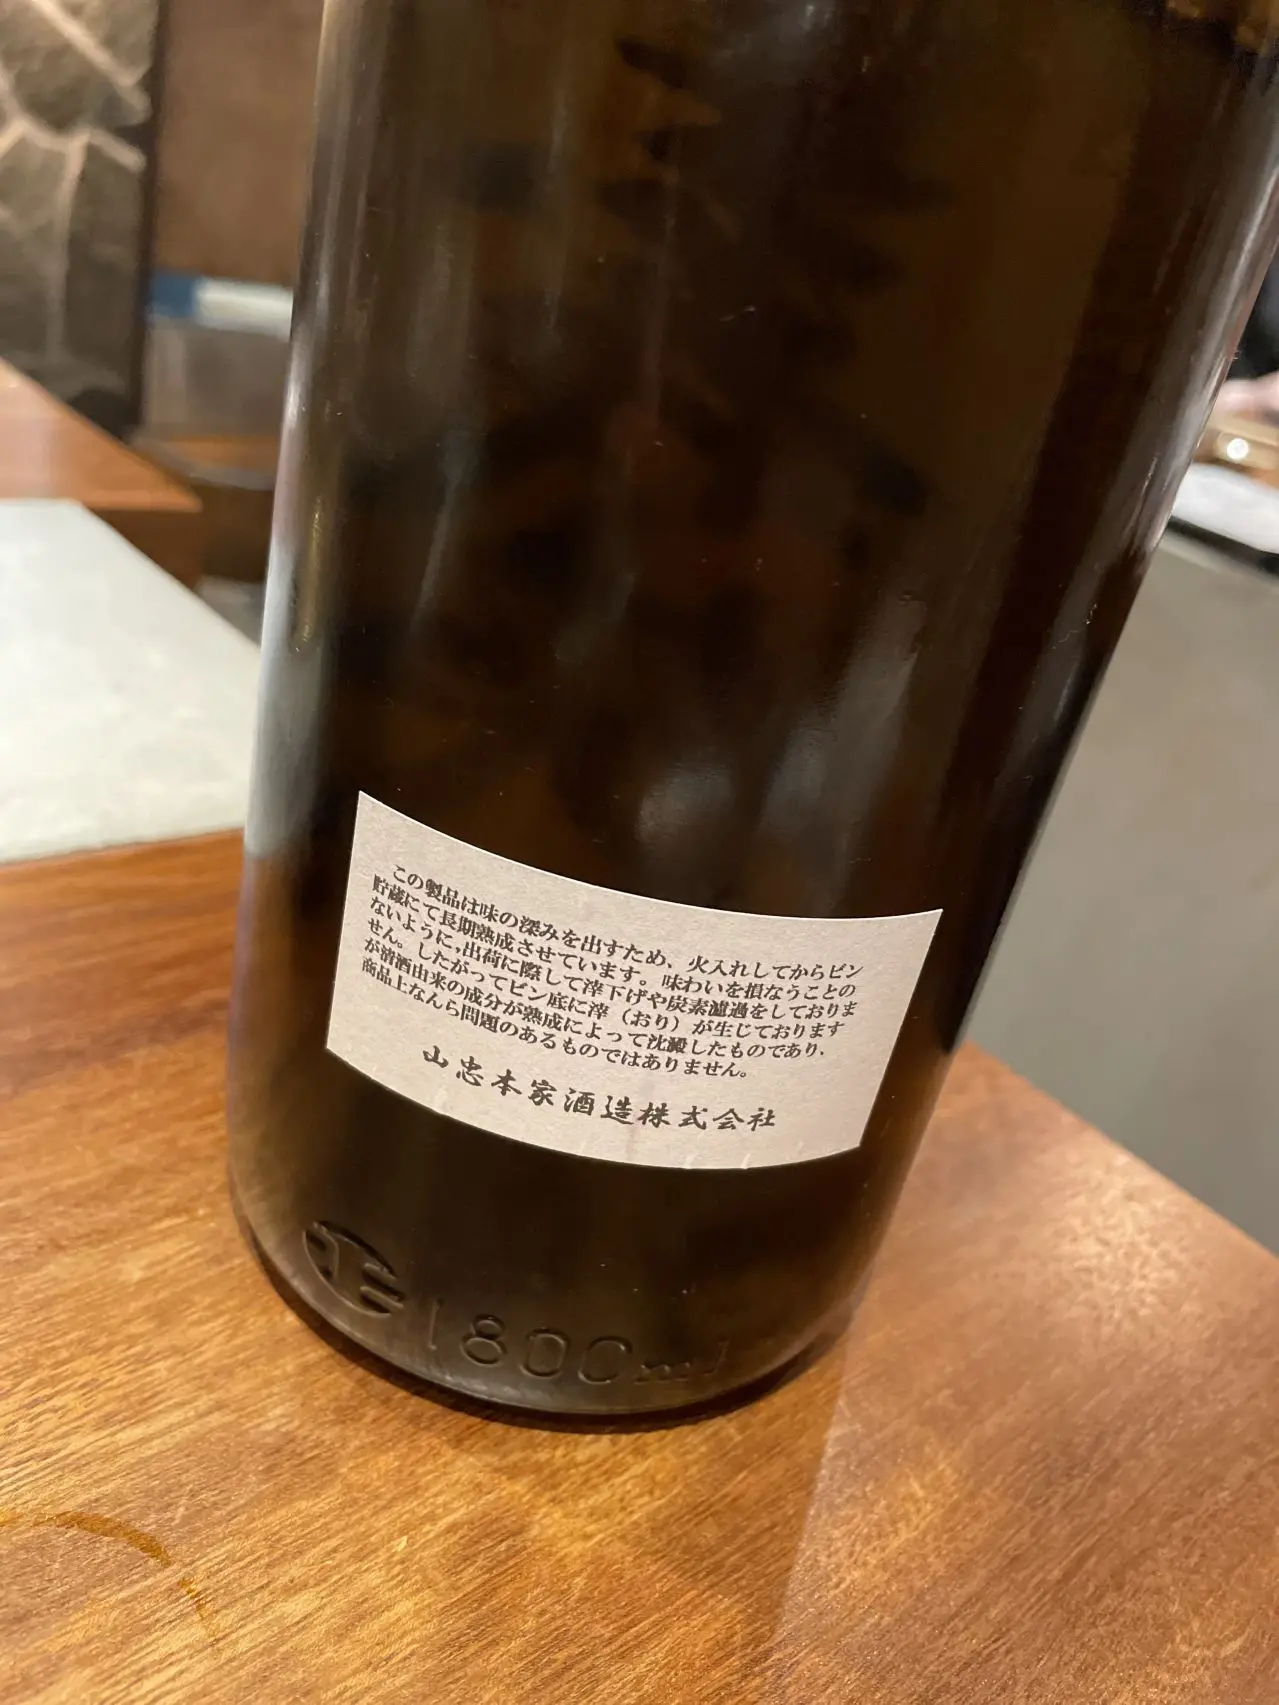 この製品は味の深みを出すため、火入れしてからビン
貯蔵にて長期熟成させています。味わいを損なうことの
ないように、出荷に際して滓下げや炭素濾過をしておりま
せん。したがってビン底に滓（おり）が生じております
が清酒由来の成分が熟成によって沈澱したものであり、
商品上なんら問題のあるものではありません。
山忠本家酒造株式会社
1800ml